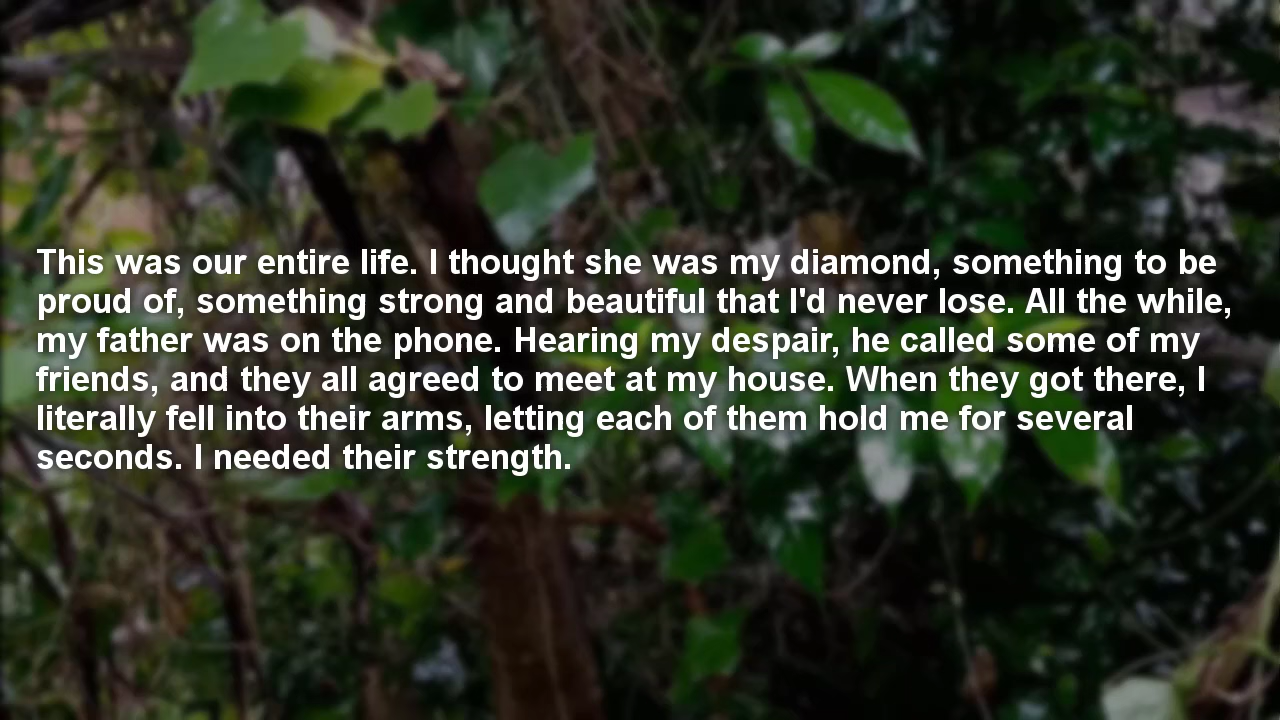 This was our entire life. I thought she was my diamond, something to be
proud of, something strong and beautiful that I'd never lose. All the while,
my father was on the phone. Hearing my despair, he called some of my
friends, and they all agreed to meet at my house. When they got there, I
literally fell into their arms, letting each of them hold me for several
seconds. I needed their strength.